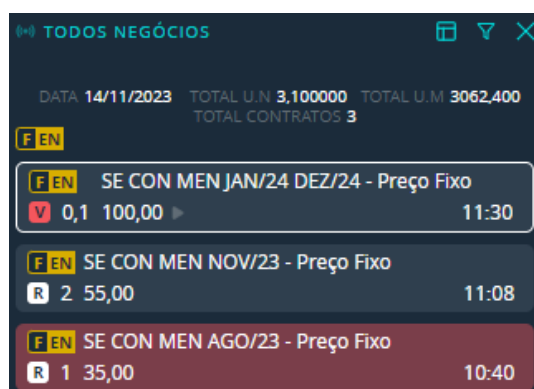 TODOS NEGÓCIOS
DATA 14/11/2023 TOTAL U.N 3,100000 TOTAL U.M 3062,400
TOTAL CONTRATOS 3
F EN
F EN SE CON MEN JAN/24 DEZ/24 - Preço Fixo
V 0,1 100,00 11:30
F EN SE CON MEN NOV/23 - Preço Fixo
R 2 55,00 11:08
F EN SE CON MEN AGO/23 - Preço Fixo
R 1 35,00 10:40